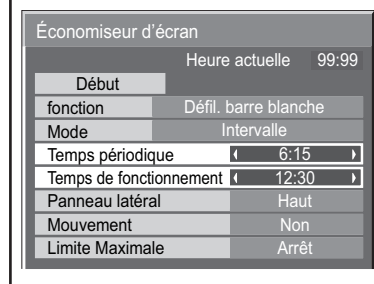 Économiseur d'écran
Heure actuelle 99:99
Début
fonction Défil. barre blanche
Mode Intervalle
Temps périodique 6:15
Temps de fonctionnement 12:30
Panneau latéral Haut
Mouvement Non
Limite Maximale Arrêt